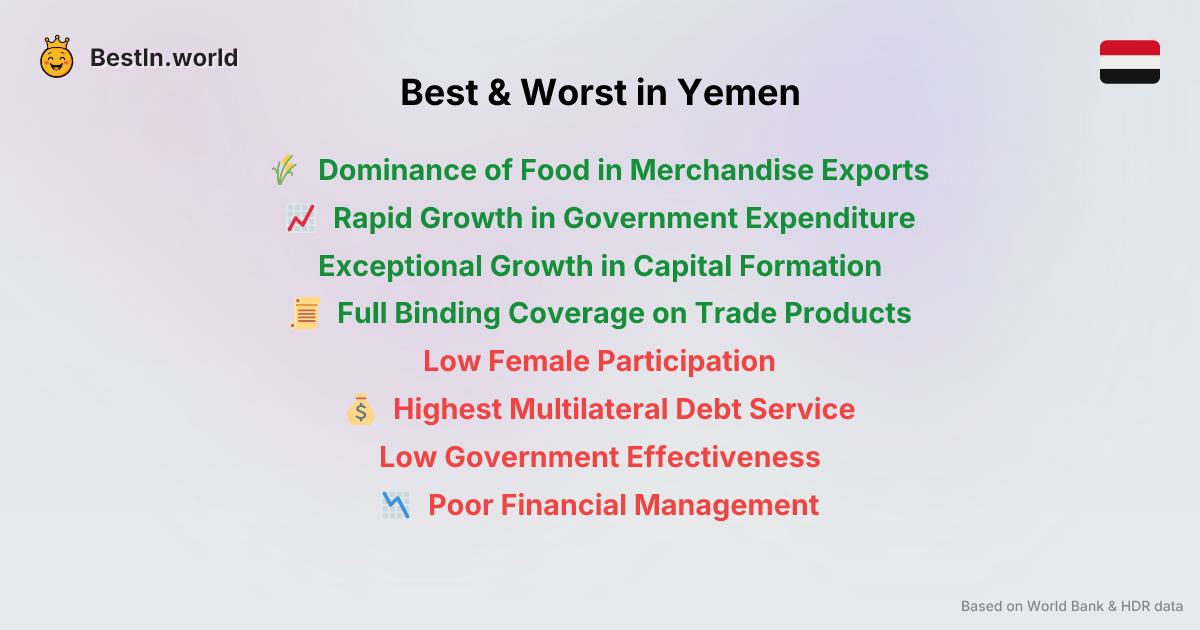 BestIn.world
Best & Worst in Yemen
Dominance of Food in Merchandise Exports
Rapid Growth in Government Expenditure
Exceptional Growth in Capital Formation
Full Binding Coverage on Trade Products
Low Female Participation
Highest Multilateral Debt Service
Low Government Effectiveness
Poor Financial Management
Based on World Bank & HDR data